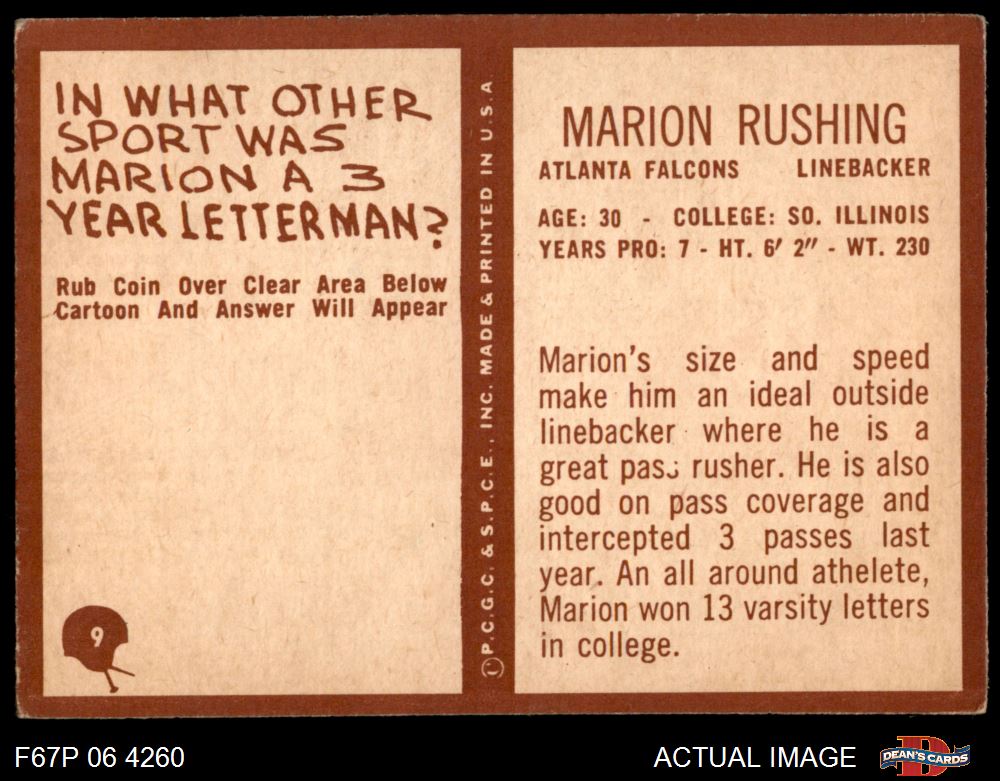 IN WHAT OTHER
SPORT WAS
MARION A 3
YEAR LETTERMAN?
Rub Coin Over Clear Area Below
Cartoon And Answer Will Appear
9
©P.C.G.C. & S.P.C.E., INC. MADE & PRINTED IN U.S.A
MARION RUSHING
ATLANTA FALCONS LINEBACKER
AGE: 30 - COLLEGE: SO. ILLINOIS
YEARS PRO: 7 - HT. 6′ 2″ - WT. 230
Marion's size and speed
make him an ideal outside
linebacker where he is a
great pass rusher. He is also
good on pass coverage and
intercepted 3 passes last
year. An all around athelete,
Marion won 13 varsity letters
in college.
F67P 06 4260
ACTUAL IMAGE
DEAN'S CARDS